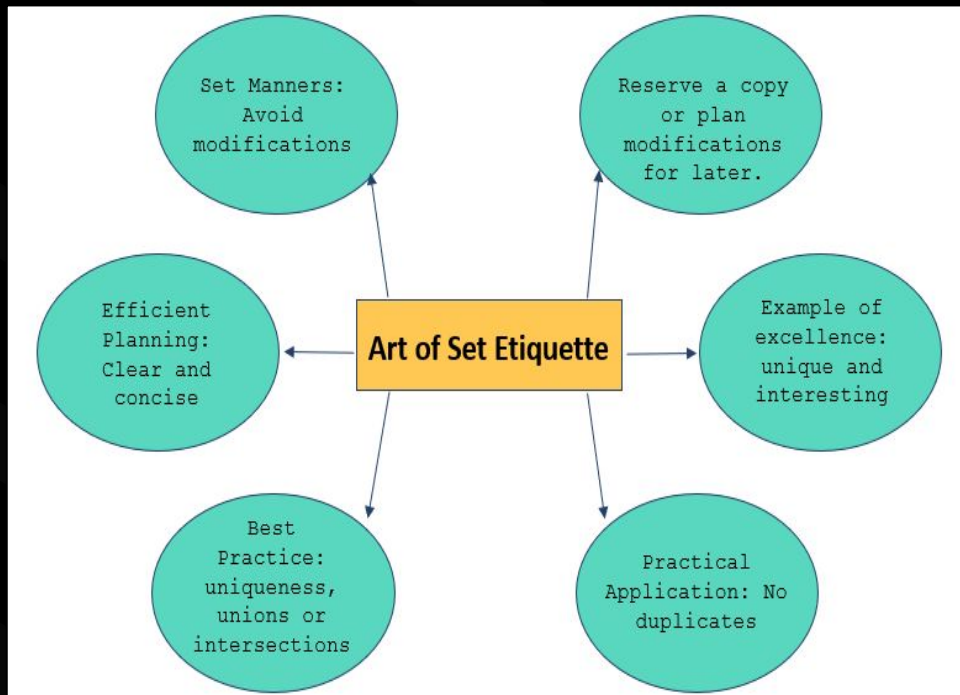 Set Manners:
Avoid
modifications
Reserve a copy
or plan
modifications
for later.
Efficient
Planning:
Clear and
concise
Art of Set Etiquette
Example of
excellence:
unique and
interesting
Best
Practice:
uniqueness,
unions or
intersections
Practical
Application: No
duplicates